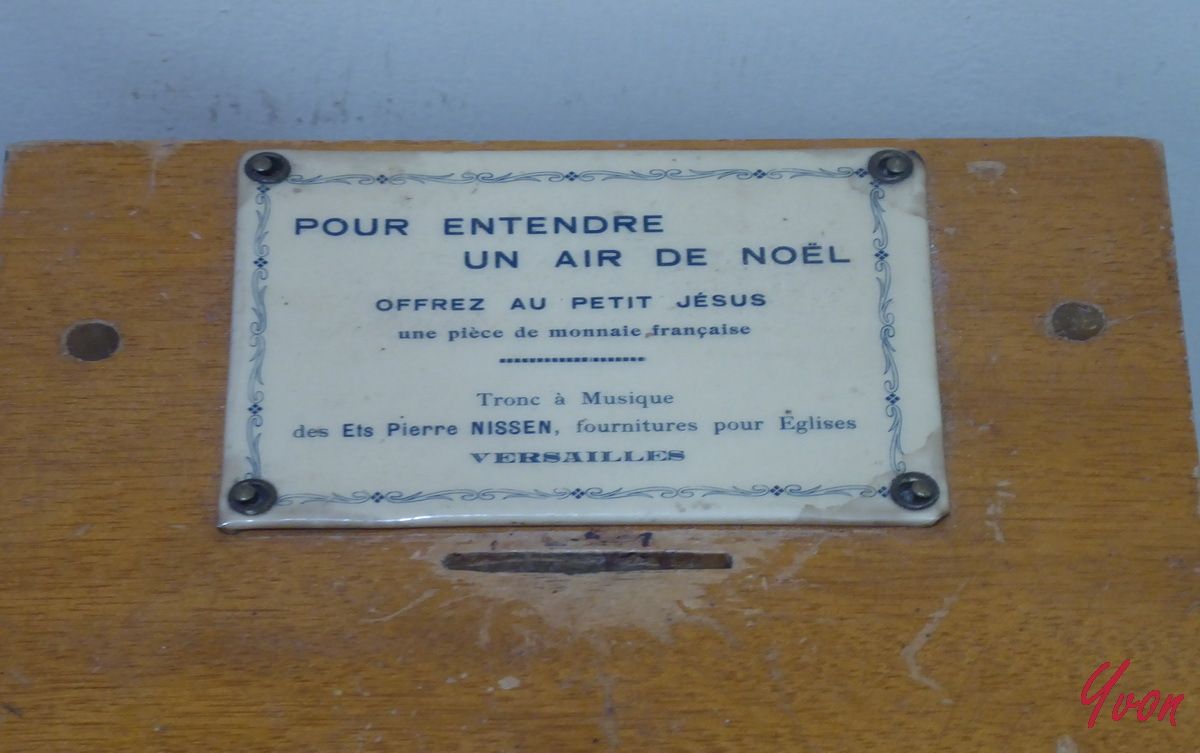 POUR ENTENDRE
UN AIR DE NOËL
OFFREZ AU PETIT JÉSUS
une pièce de monnaie française
Tronc à Musique
des Ets Pierre NISSEN, fournitures pour Églises
VERSAILLES
Yvon